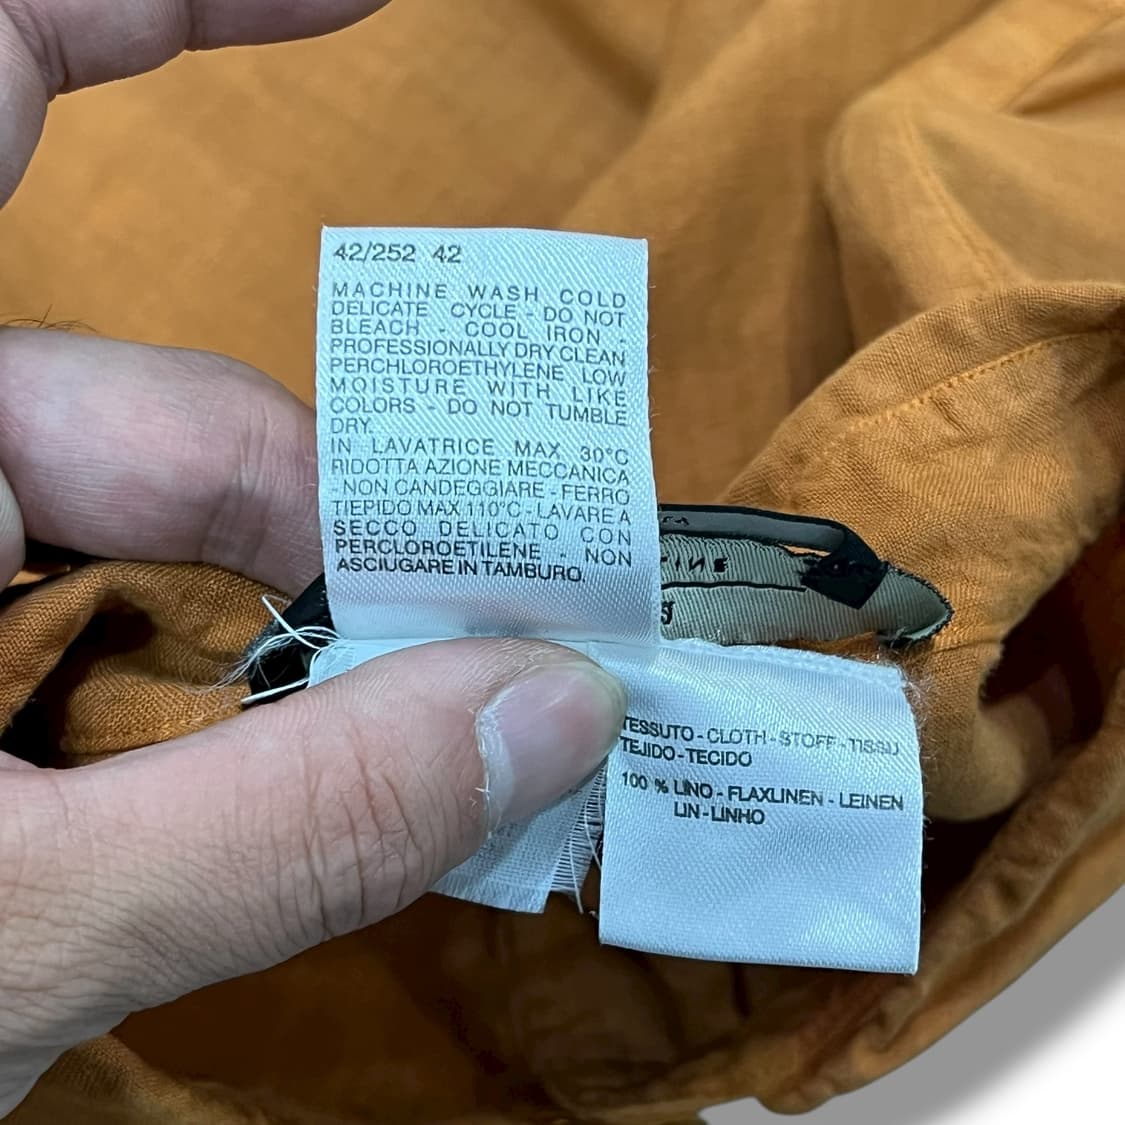 42/252 42
MACHINE WASH COLD
DELICATE CYCLE - DO NOT
BLEACH - COOL IRON -
PROFESSIONALLY DRY CLEAN
PERCHLOROETHYLENE LOW
MOISTURE WITH LIKE
COLORS - DO NOT TUMBLE
DRY.
IN LAVATRICE MAX 30°C
RIDOTTA AZIONE MECCANICA
- NON CANDEGGIARE - FERRO
TIEPIDO MAX 110°C - LAVARE A
SECCO DELICATO CON
PERCLOROETILENE - NON
ASCIUGARE IN TAMBURO.
TESSUTO - CLOTH - STOFF - TISSU
TEJIDO - TECIDO
100 % LINO - FLAXLINEN - LEINEN
LIN - LINHO